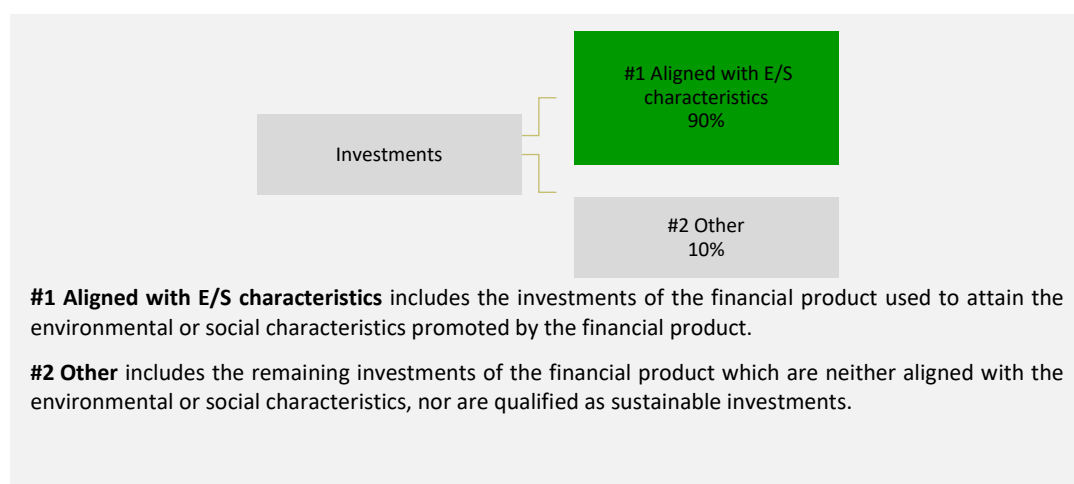 #1 Aligned with E/S
characteristics
90%
Investments
#2 Other
10%
#1 Aligned with E/S characteristics includes the investments of the financial product used to attain the
environmental or social characteristics promoted by the financial product.
#2 Other includes the remaining investments of the financial product which are neither aligned with the
environmental or social characteristics, nor are qualified as sustainable investments.